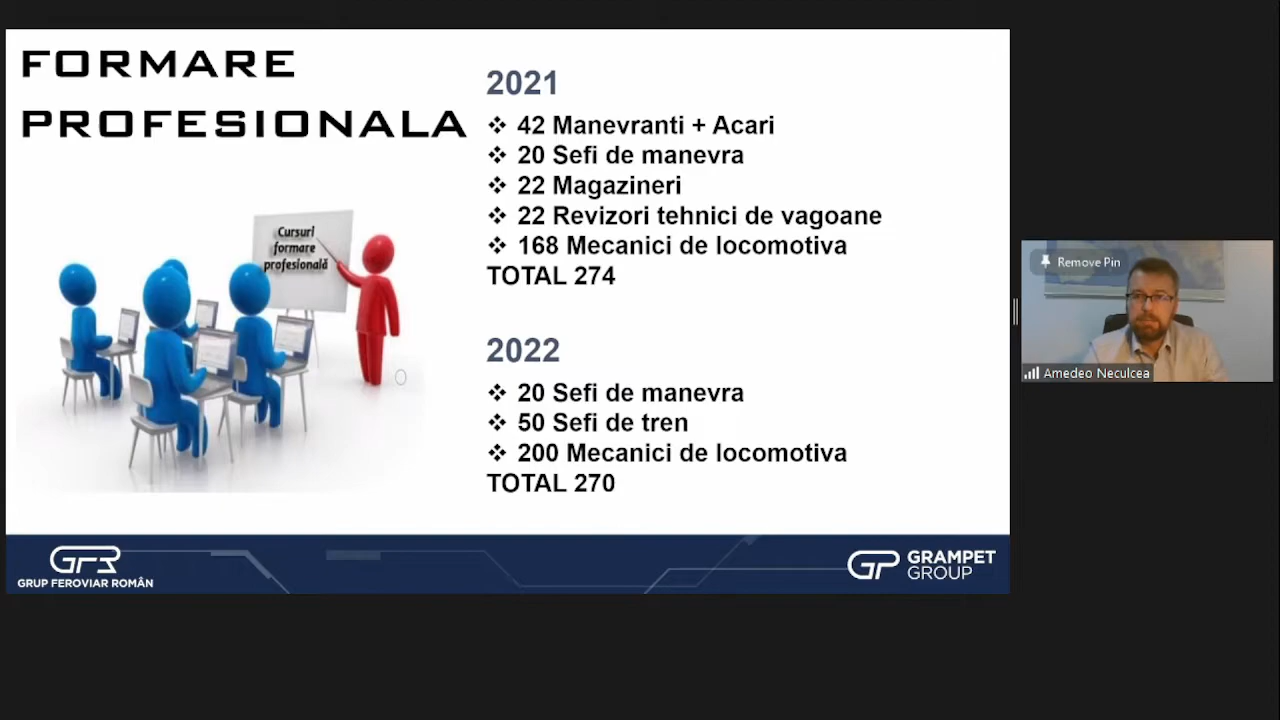 FORMARE
PROFESIONALA
Cursuri
formare
profesională
2021
42 Manevranti + Acari
20 Sefi de manevra
22 Magazineri
22 Revizori tehnici de vagoane
168 Mecanici de locomotiva
TOTAL 274
2022
20 Sefi de manevra
50 Sefi de tren
200 Mecanici de locomotiva
TOTAL 270
GFR
GRUP FEROVIAR ROMÂN
GP
GRAMPET
GROUP
Remove Pin
Amedeo Neculcea